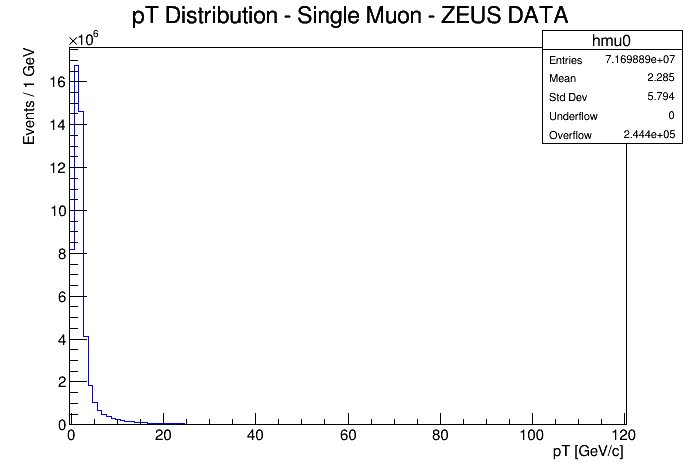 pT Distribution - Single Muon - ZEUS DATA
×10⁶
hmu0
Entries 7.169889e+07
Mean 2.285
Std Dev 5.794
Underflow 0
Overflow 2.444e+05
Events / 1 GeV
16
14
12
10
8
6
4
2
0
0 20 40 60 80 100 120
pT [GeV/c]